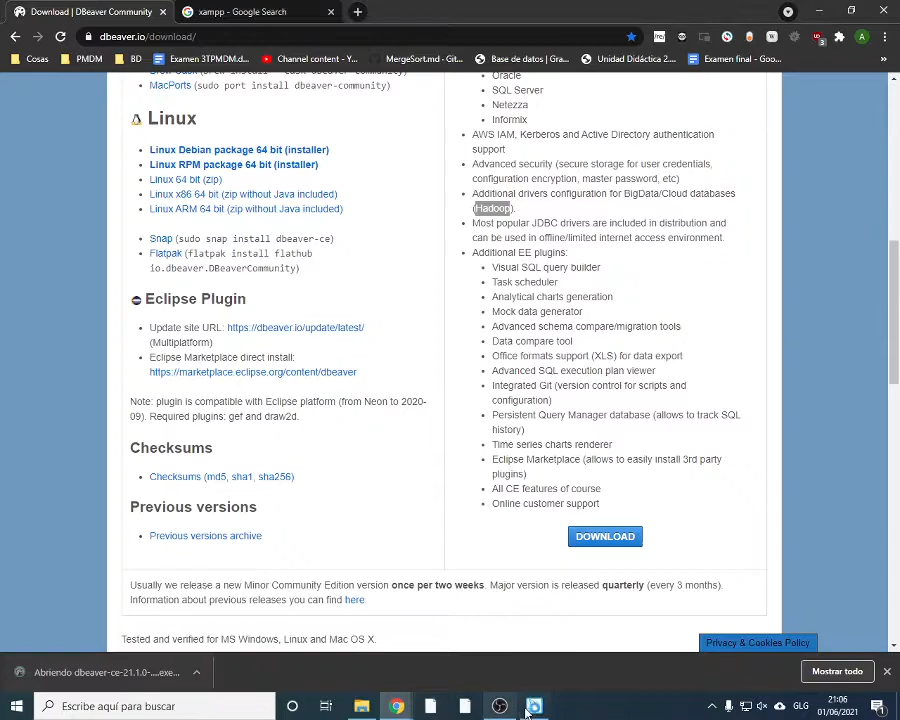 Download | DBeaver Community
xampp - Google Search
dbeaver.io/download/
Cosas
PMDM
BD
Examen 3TPMDM.d...
Channel content - Y...
MergeSort.md · Git...
Base de datos | Gra...
Unidad Didáctica 2....
Examen final - Goo...
MacPorts (sudo port install dbeaver-community)
Linux
Linux Debian package 64 bit (installer)
Linux RPM package 64 bit (installer)
Linux 64 bit (zip)
Linux x86 64 bit (zip without Java included)
Linux ARM 64 bit (zip without Java included)
Snap (sudo snap install dbeaver-ce)
Flatpak (flatpak install flathub
io.dbeaver.DBeaverCommunity)
Eclipse Plugin
Update site URL: https://dbeaver.io/update/latest/
(Multiplatform)
Eclipse Marketplace direct install:
https://marketplace.eclipse.org/content/dbeaver
Note: plugin is compatible with Eclipse platform (from Neon to 2020-
09). Required plugins: gef and draw2d.
Checksums
Checksums (md5, sha1, sha256)
Previous versions
Previous versions archive
Oracle
SQL Server
Netezza
Informix
AWS IAM, Kerberos and Active Directory authentication
support
Advanced security (secure storage for user credentials,
configuration encryption, master password, etc)
Additional drivers configuration for BigData/Cloud databases
(Hadoop).
Most popular JDBC drivers are included in distribution and
can be used in offline/limited internet access environment.
Additional EE plugins:
Visual SQL query builder
Task scheduler
Analytical charts generation
Mock data generator
Advanced schema compare/migration tools
Data compare tool
Office formats support (XLS) for data export
Advanced SQL execution plan viewer
Integrated Git (version control for scripts and
configuration)
Persistent Query Manager database (allows to track SQL
history)
Time series charts renderer
Eclipse Marketplace (allows to easily install 3rd party
plugins)
All CE features of course
Online customer support
DOWNLOAD
Usually we release a new Minor Community Edition version once per two weeks. Major version is released quarterly (every 3 months).
Information about previous releases you can find here.
Tested and verified for MS Windows, Linux and Mac OS X.
Privacy & Cookies Policy
Abriendo dbeaver-ce-21.1.0-....exe...
Mostrar todo
Escribe aquí para buscar
GLG
21:06
01/06/2021